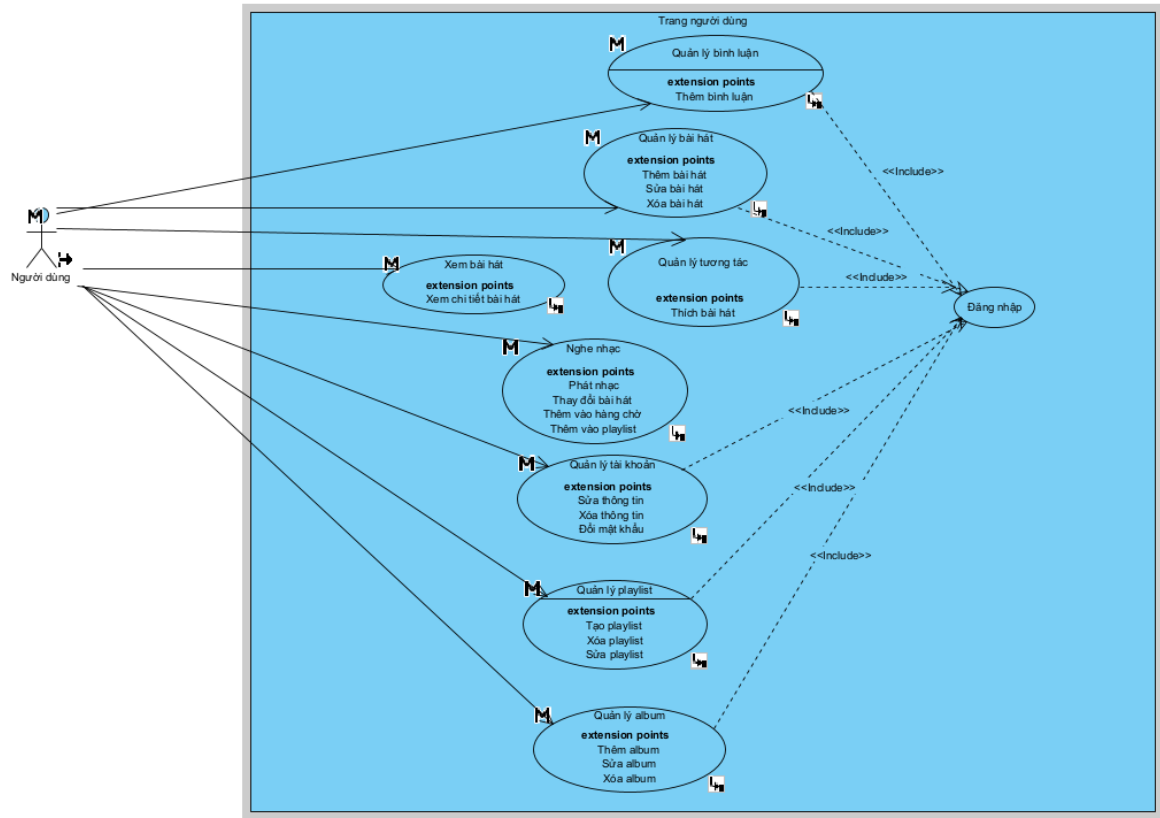 Trang người dùng
Quản lý bình luận
extension points
Thêm bình luận
Quản lý bài hát
extension points
Thêm bài hát
Sửa bài hát
Xóa bài hát
<<Include>>
<<Include>>
Người dùng
Xem bài hát
extension points
Xem chi tiết bài hát
Quản lý tương tác
extension points
Thích bài hát
<<Include>>
Đăng nhập
Nghe nhạc
extension points
Phát nhạc
Thay đổi bài hát
Thêm vào hàng chờ
Thêm vào playlist
<<Include>>
Quản lý tài khoản
extension points
Sửa thông tin
Xóa thông tin
Đổi mật khẩu
<<Include>>
<<Include>>
Quản lý playlist
extension points
Tạo playlist
Xóa playlist
Sửa playlist
Quản lý album
extension points
Thêm album
Sửa album
Xóa album